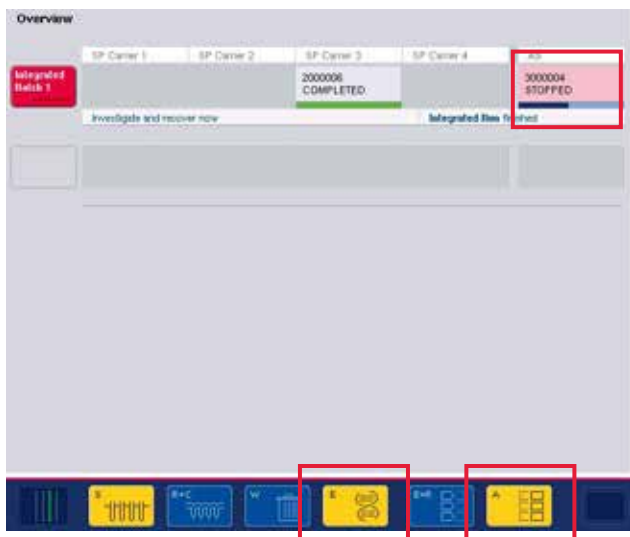 Overview
SP Carrier 1 SP Carrier 2 SP Carrier 3 SP Carrier 4 AS
Integrated
Batch 1
2000006
COMPLETED
3000004
STOPPED
Investigate and recover now
Integrated Run finished
S
R+C
W
E
E+R
A